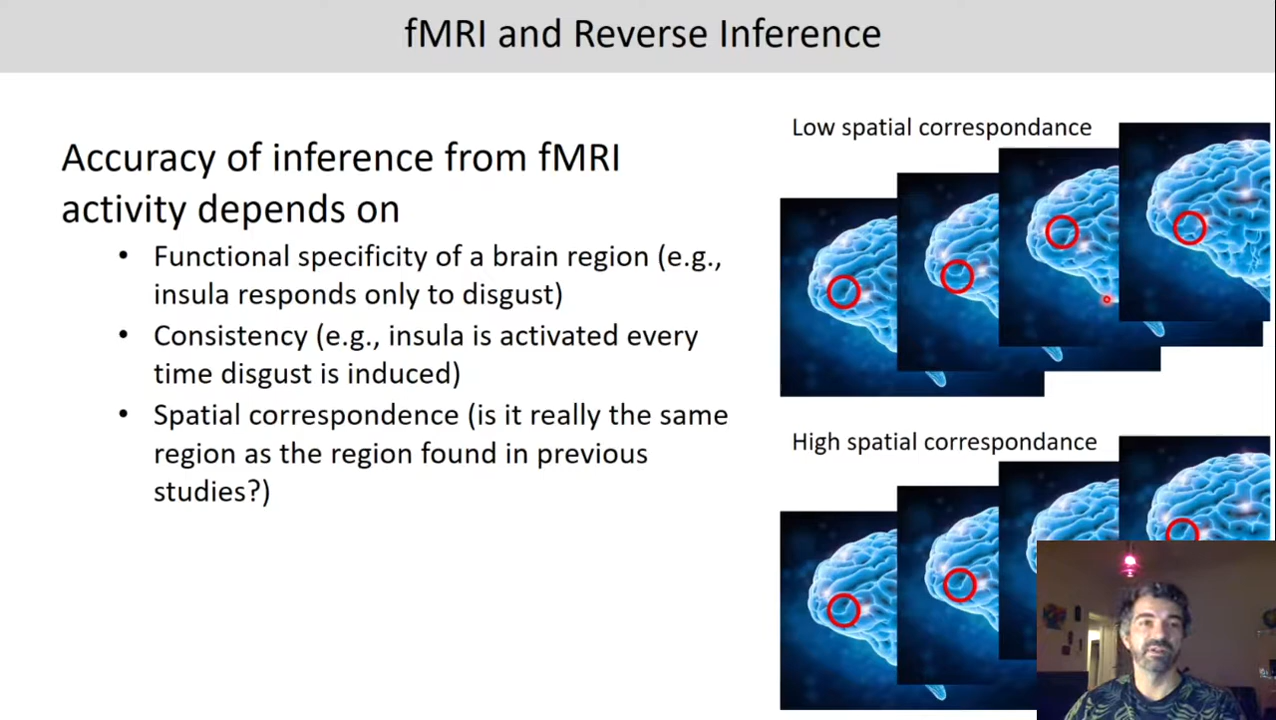 fMRI and Reverse Inference
Accuracy of inference from fMRI
activity depends on
• Functional specificity of a brain region (e.g.,
insula responds only to disgust)
• Consistency (e.g., insula is activated every
time disgust is induced)
• Spatial correspondence (is it really the same
region as the region found in previous
studies?)
Low spatial correspondance
High spatial correspondance